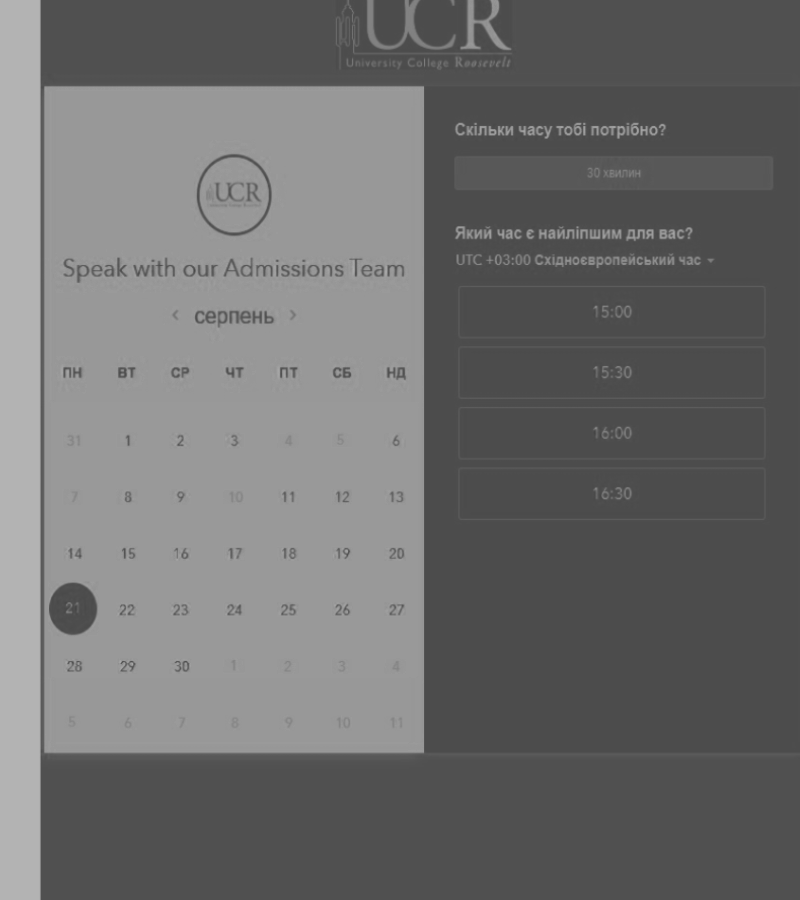 UCR
University College Roosevelt
UCR
Speak with our Admissions Team
‹ серпень ›
ПН ВТ СР ЧТ ПТ СБ НД
31 1 2 3 4 5 6
7 8 9 10 11 12 13
14 15 16 17 18 19 20
21 22 23 24 25 26 27
28 29 30 1 2 3 4
5 6 7 8 9 10 11
Скільки часу тобі потрібно?
30 хвилин
Який час є найліпшим для вас?
UTC +03:00 Східноєвропейський час
15:00
15:30
16:00
16:30